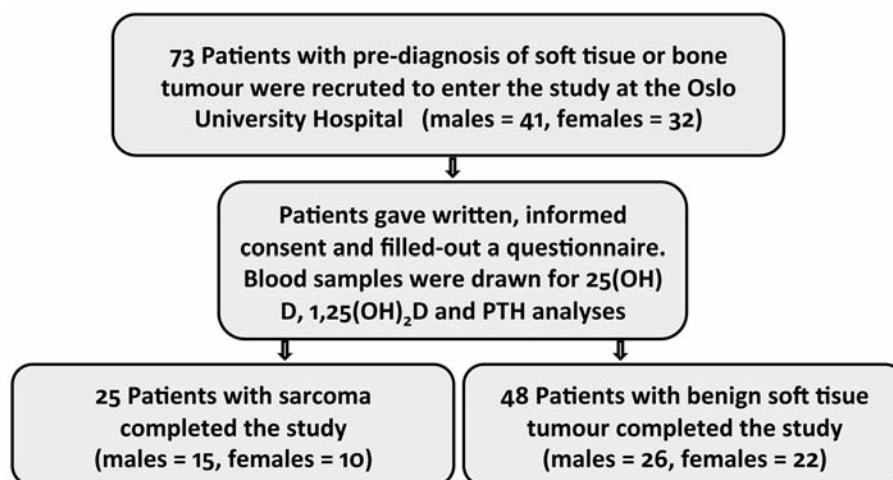 73 Patients with pre-diagnosis of soft tissue or bone
tumour were recruted to enter the study at the Oslo
University Hospital (males = 41, females = 32)
Patients gave written, informed
consent and filled-out a questionnaire.
Blood samples were drawn for 25(OH)
D, 1,25(OH)₂D and PTH analyses
25 Patients with sarcoma
completed the study
(males = 15, females = 10)
48 Patients with benign soft tissue
tumour completed the study
(males = 26, females = 22)